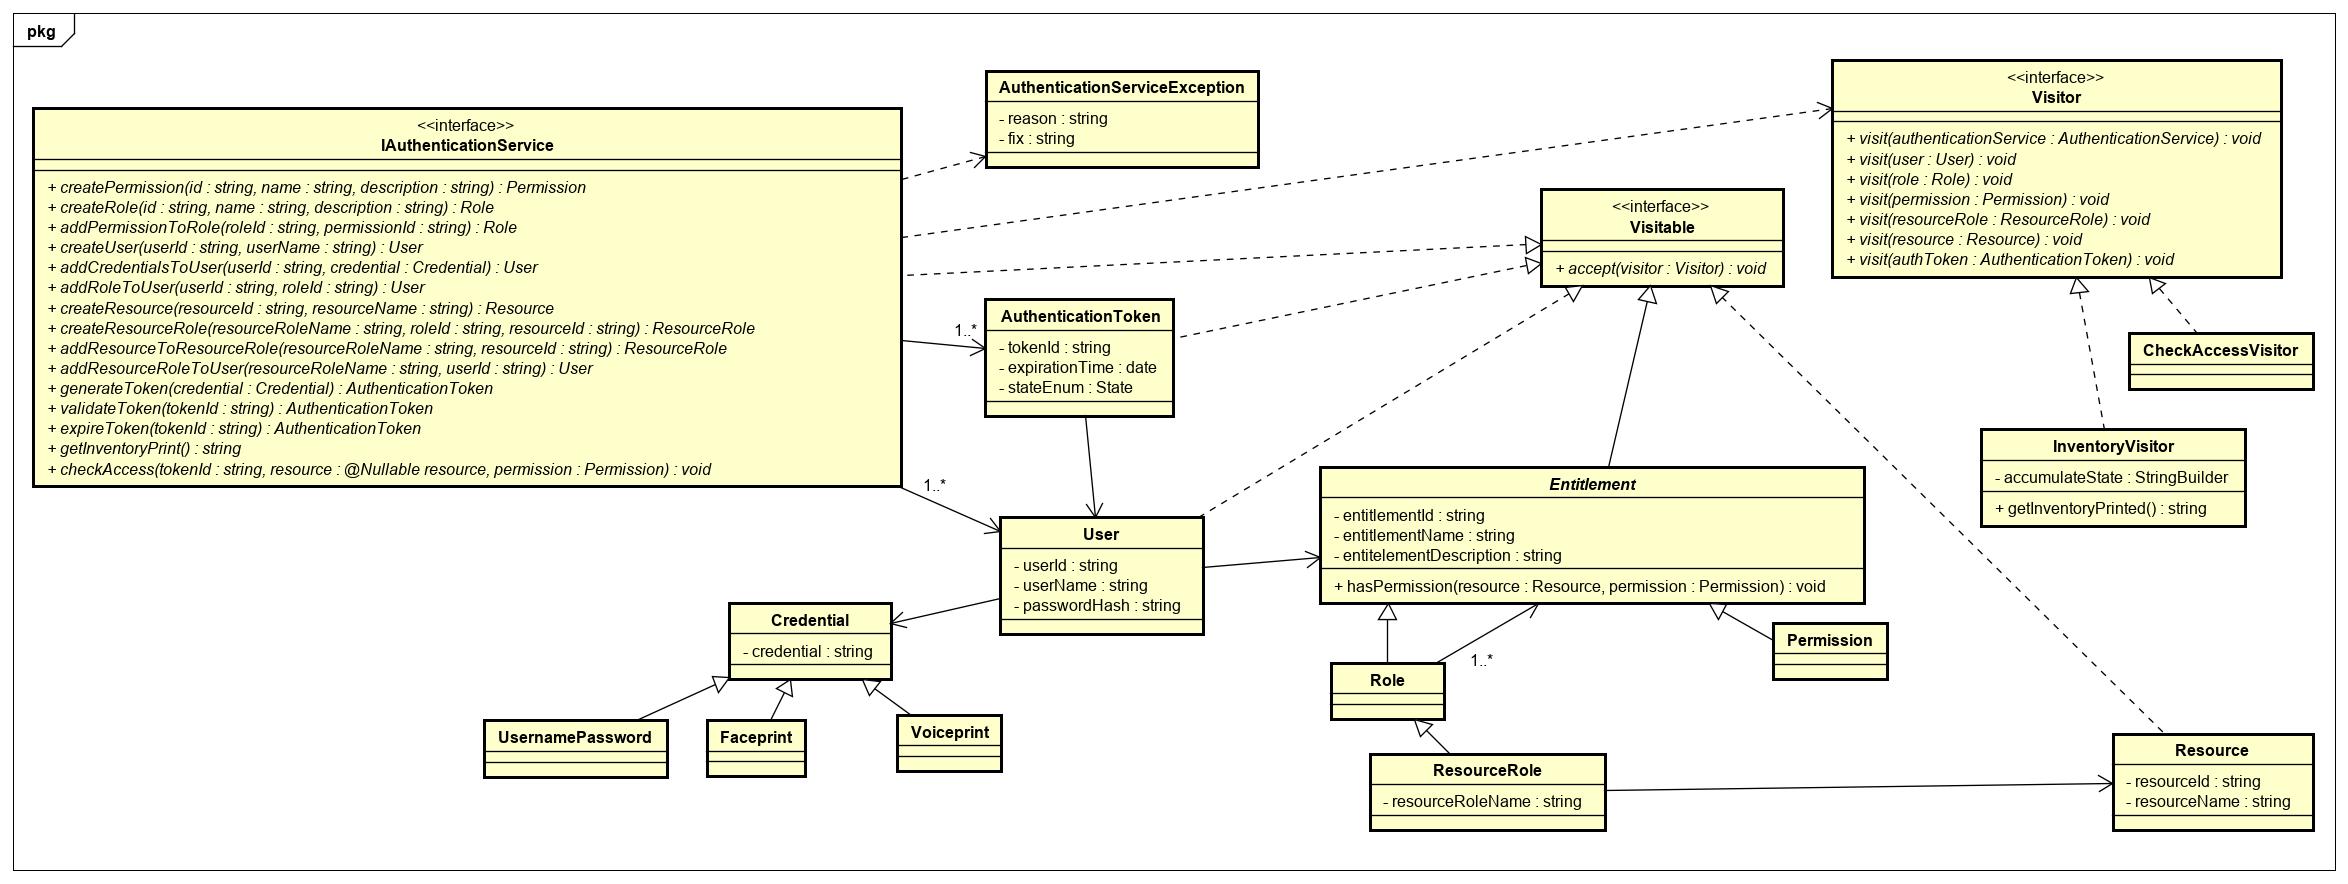 pkg
<<interface>>
IAuthenticationService
+ createPermission(id : string, name : string, description : string) : Permission
+ createRole(id : string, name : string, description : string) : Role
+ addPermissionToRole(roleId : string, permissionId : string) : Role
+ createUser(userId : string, userName : string) : User
+ addCredentialsToUser(userId : string, credential : Credential) : User
+ addRoleToUser(userId : string, roleId : string) : User
+ createResource(resourceId : string, resourceName : string) : Resource
+ createResourceRole(resourceRoleName : string, roleId : string, resourceId : string) : ResourceRole
+ addResourceToResourceRole(resourceRoleName : string, resourceId : string) : ResourceRole
+ addResourceRoleToUser(resourceRoleName : string, userId : string) : User
+ generateToken(credential : Credential) : AuthenticationToken
+ validateToken(tokenId : string) : AuthenticationToken
+ expireToken(tokenId : string) : AuthenticationToken
+ getInventoryPrint() : string
+ checkAccess(tokenId : string, resource : @Nullable resource, permission : Permission) : void
AuthenticationServiceException
- reason : string
- fix : string
<<interface>>
Visitor
+ visit(authenticationService : AuthenticationService) : void
+ visit(user : User) : void
+ visit(role : Role) : void
+ visit(permission : Permission) : void
+ visit(resourceRole : ResourceRole) : void
+ visit(resource : Resource) : void
+ visit(authToken : AuthenticationToken) : void
<<interface>>
Visitable
+ accept(visitor : Visitor) : void
1..*
AuthenticationToken
- tokenId : string
- expirationTime : date
- stateEnum : State
CheckAccessVisitor
InventoryVisitor
- accumulateState : StringBuilder
+ getInventoryPrinted() : string
1..*
User
- userId : string
- userName : string
- passwordHash : string
Entitlement
- entitlementId : string
- entitlementName : string
- entitelementDescription : string
+ hasPermission(resource : Resource, permission : Permission) : void
Credential
- credential : string
1..*
Permission
Role
UsernamePassword
Faceprint
Voiceprint
ResourceRole
- resourceRoleName : string
Resource
- resourceId : string
- resourceName : string